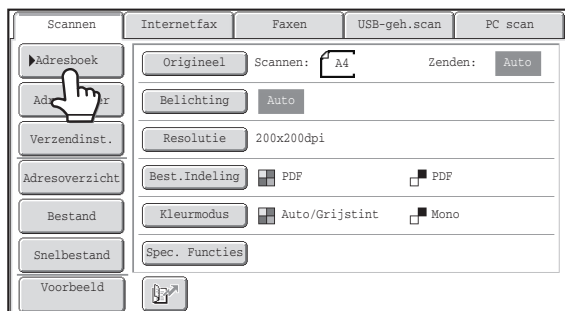 Scannen Internetfax Faxen USB-geh.scan PC scan
Adresboek
Origineel Scannen: A4 Zenden: Auto
Belichting Auto
Verzendinst.
Resolutie 200x200dpi
Adresoverzicht
Best.Indeling PDF PDF
Bestand
Kleurmodus Auto/Grijstint Mono
Snelbestand
Spec. Functies
Voorbeeld